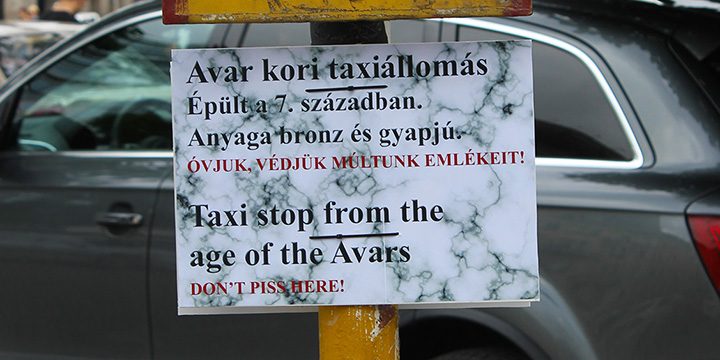 Avar kori taxiállomás
Épült a 7. században.
Anyaga bronz és gyapjú.
ÓVJUK, VÉDJÜK MÚLTUNK EMLÉKEIT!
Taxi stop from the
age of the Avars
DON'T PISS HERE!